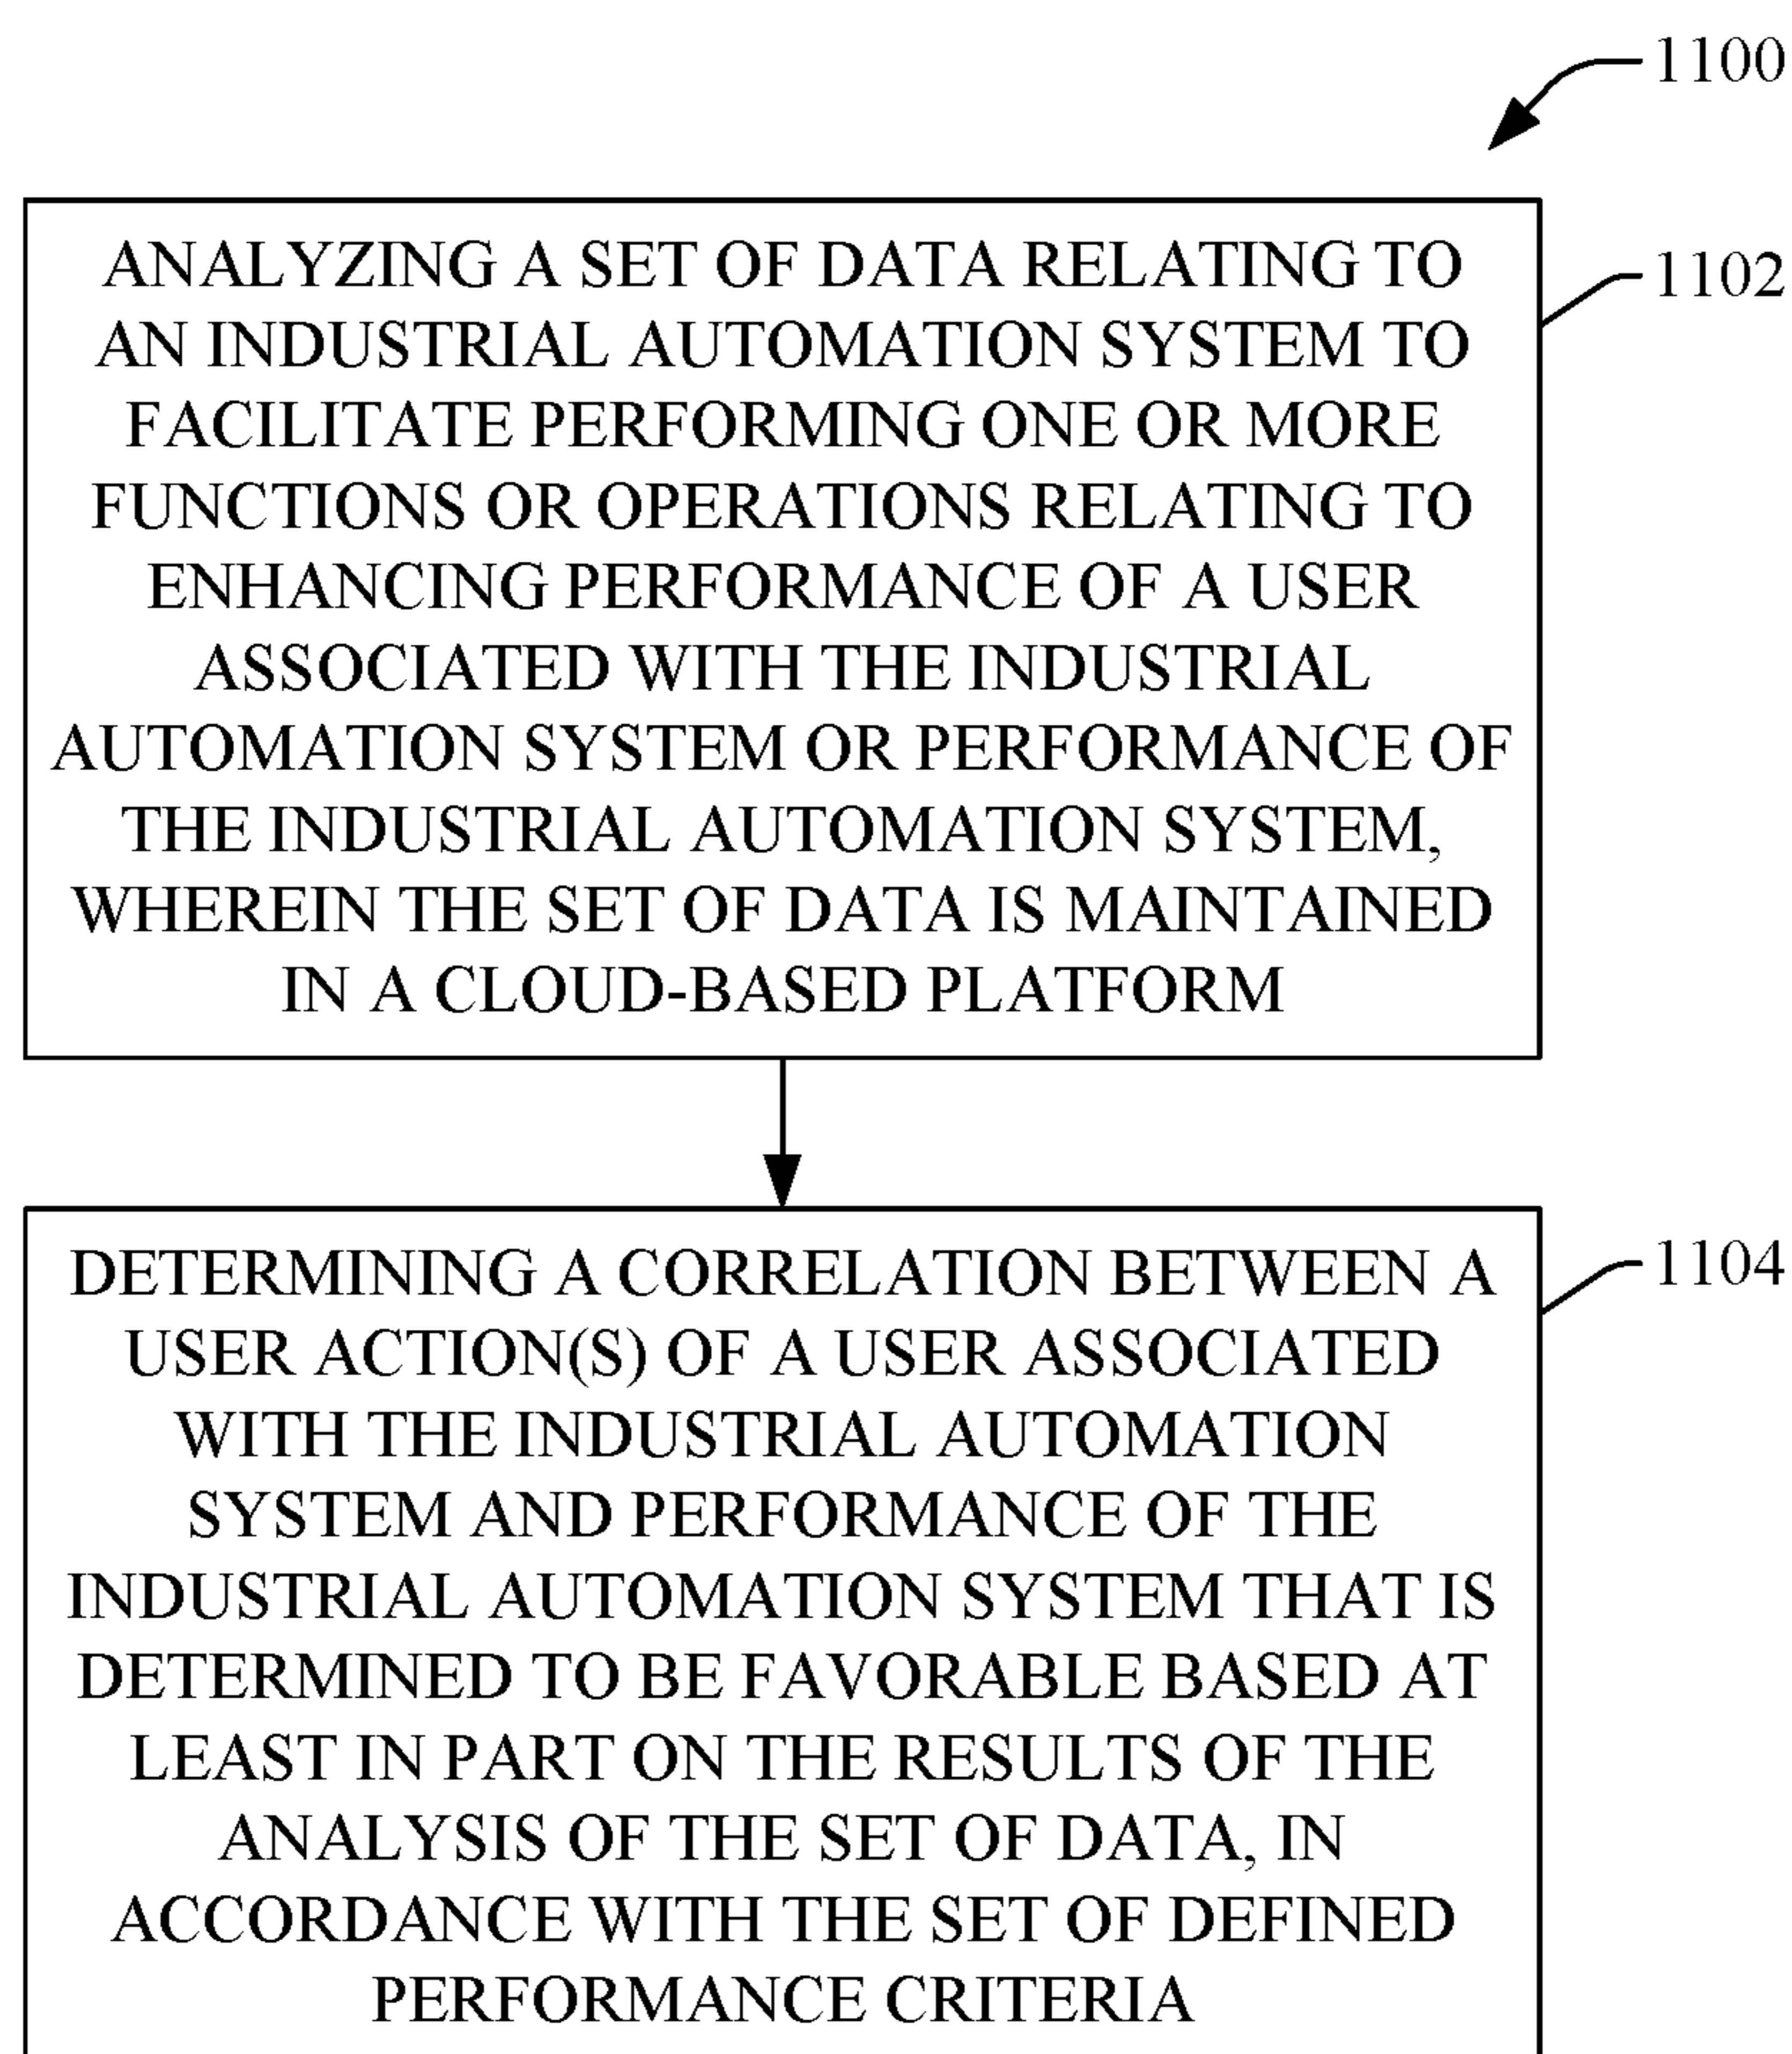 1100
ANALYZING A SET OF DATA RELATING TO
1102
AN INDUSTRIAL AUTOMATION SYSTEM TO
FACILITATE PERFORMING ONE OR MORE
FUNCTIONS OR OPERATIONS RELATING TO
ENHANCING PERFORMANCE OF A USER
ASSOCIATED WITH THE INDUSTRIAL
AUTOMATION SYSTEM OR PERFORMANCE OF
THE INDUSTRIAL AUTOMATION SYSTEM,
WHEREIN THE SET OF DATA IS MAINTAINED
IN A CLOUD-BASED PLATFORM
DETERMINING A CORRELATION BETWEEN A
1104
USER ACTION(S) OF A USER ASSOCIATED
WITH THE INDUSTRIAL AUTOMATION
SYSTEM AND PERFORMANCE OF THE
INDUSTRIAL AUTOMATION SYSTEM THAT IS
DETERMINED TO BE FAVORABLE BASED AT
LEAST IN PART ON THE RESULTS OF THE
ANALYSIS OF THE SET OF DATA, IN
ACCORDANCE WITH THE SET OF DEFINED
PERFORMANCE CRITERIA